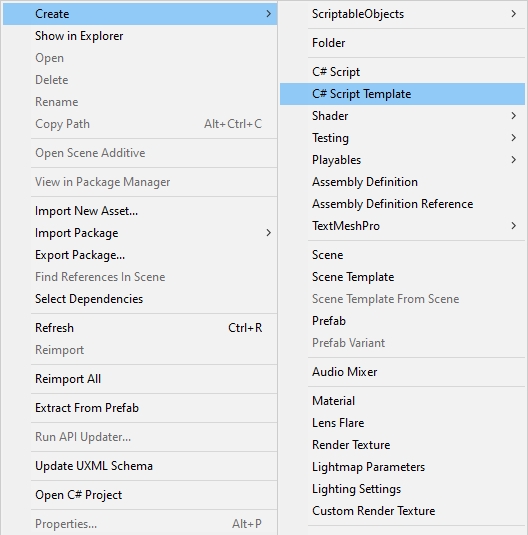 Create
Show in Explorer
Open
Delete
Rename
Copy Path Alt+Ctrl+C
Open Scene Additive
View in Package Manager
Import New Asset...
Import Package
Export Package...
Find References In Scene
Select Dependencies
Refresh Ctrl+R
Reimport
Reimport All
Extract From Prefab
Run API Updater...
Update UXML Schema
Open C# Project
Properties... Alt+P
ScriptableObjects
Folder
C# Script
C# Script Template
Shader
Testing
Playables
Assembly Definition
Assembly Definition Reference
TextMeshPro
Scene
Scene Template
Scene Template From Scene
Prefab
Prefab Variant
Audio Mixer
Material
Lens Flare
Render Texture
Lightmap Parameters
Lighting Settings
Custom Render Texture